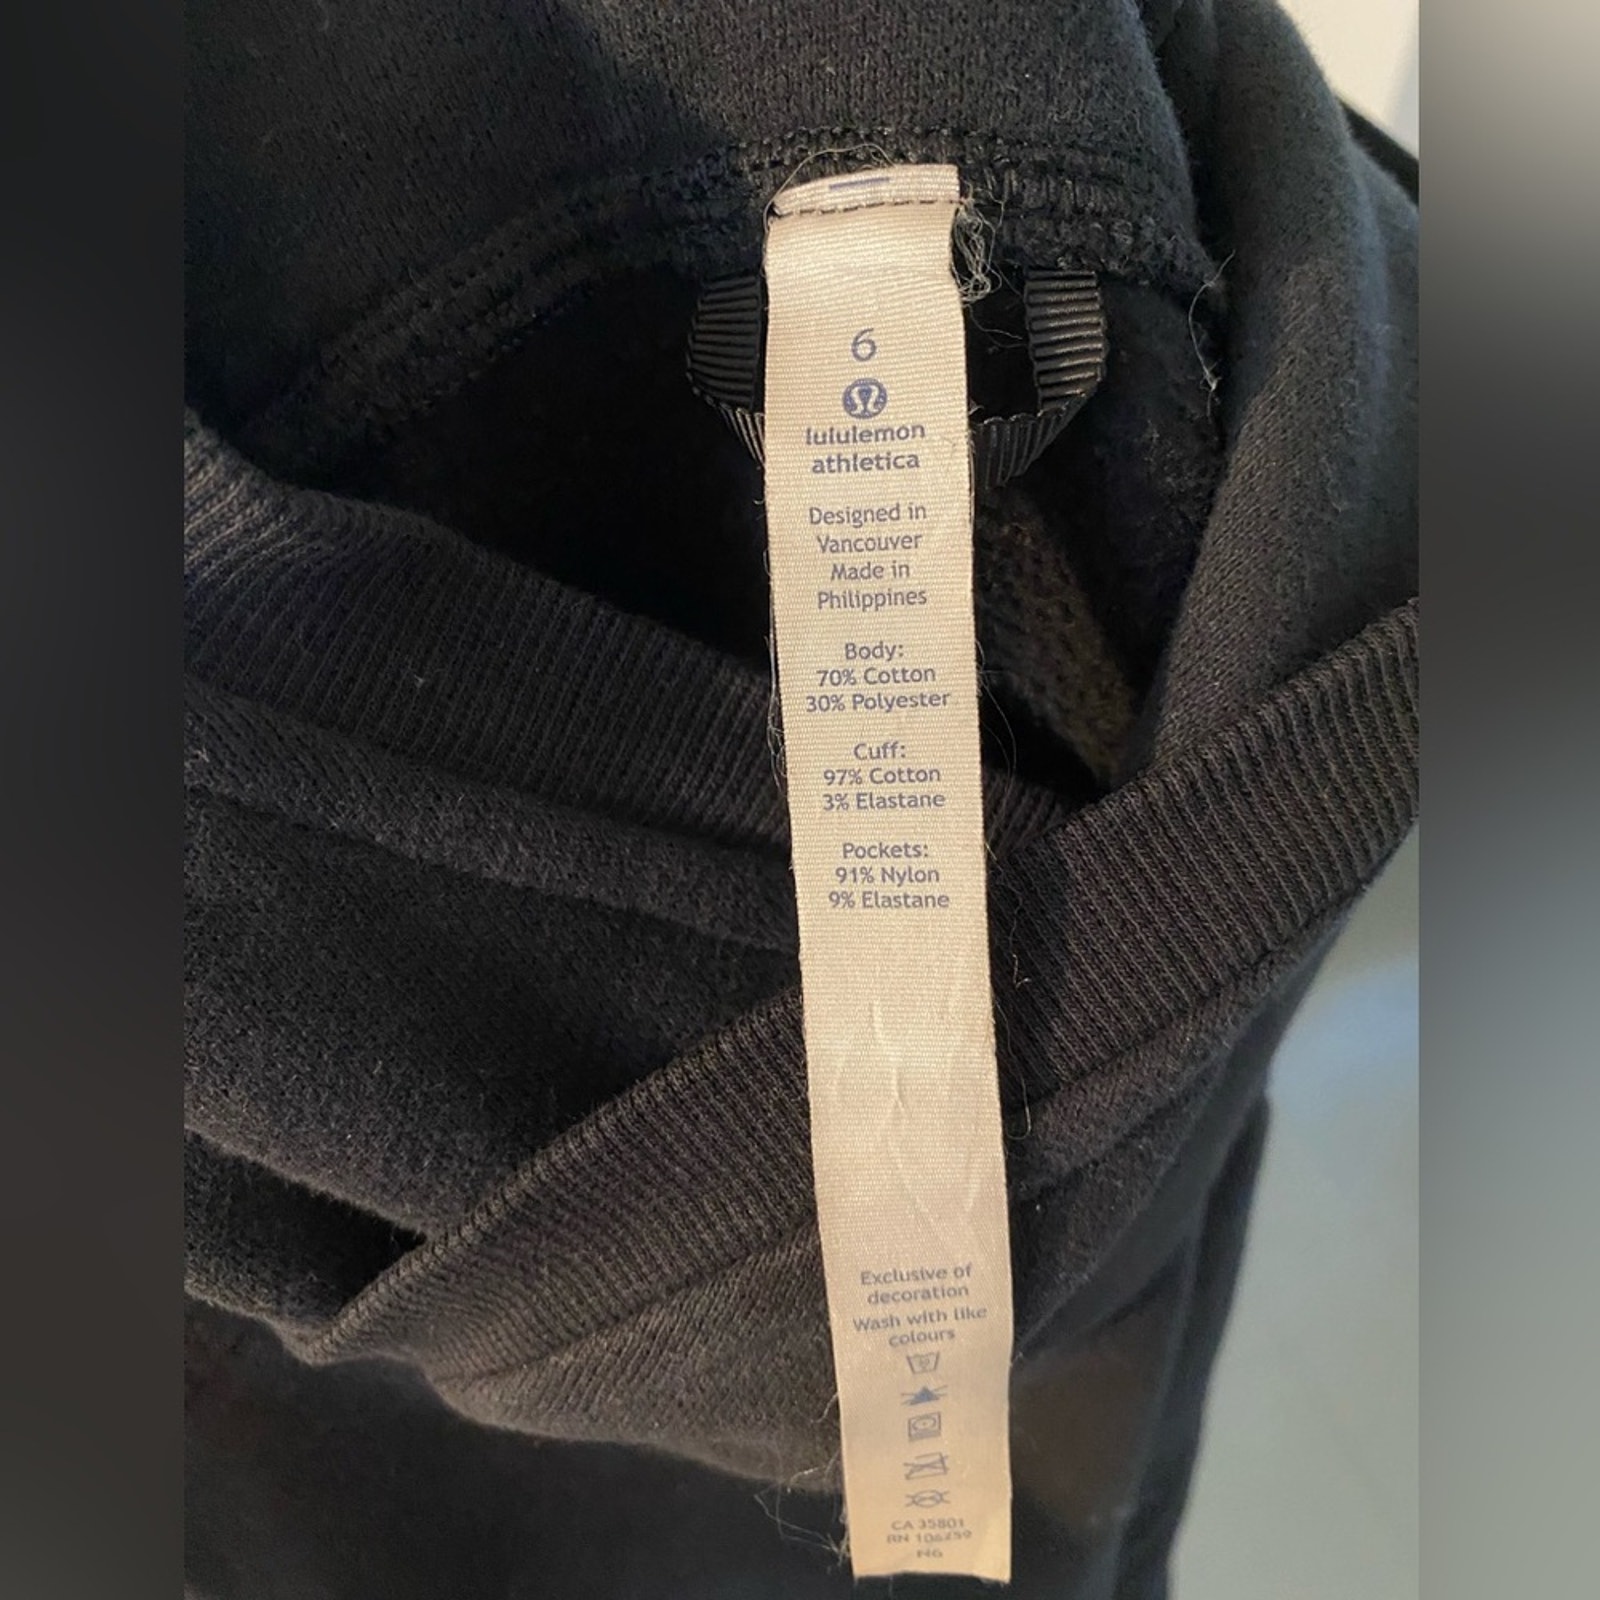 6
lululemon
athletica
Designed in
Vancouver
Made in
Philippines
Body:
70% Cotton
30% Polyester
Cuff:
97% Cotton
3% Elastane
Pockets:
91% Nylon
9% Elastane
Exclusive of
decoration
Wash with like
colours
CA 35801
RN 106259